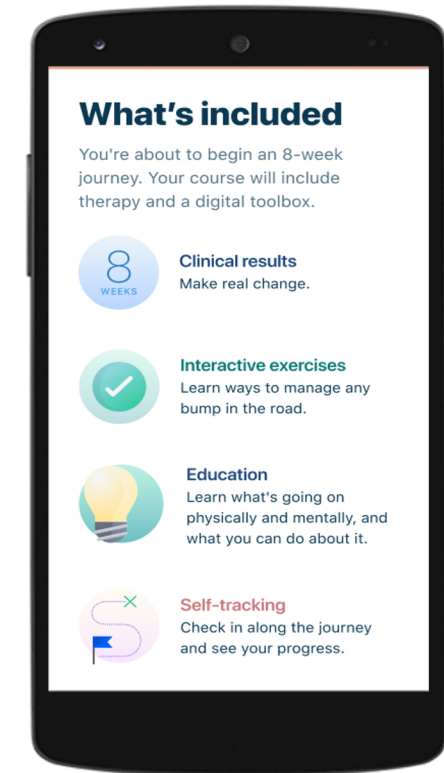 What's included
You're about to begin an 8-week
journey. Your course will include
therapy and a digital toolbox.
8
WEEKS
Clinical results
Make real change.
Interactive exercises
Learn ways to manage any
bump in the road.
Education
Learn what's going on
physically and mentally, and
what you can do about it.
Self-tracking
Check in along the journey
and see your progress.